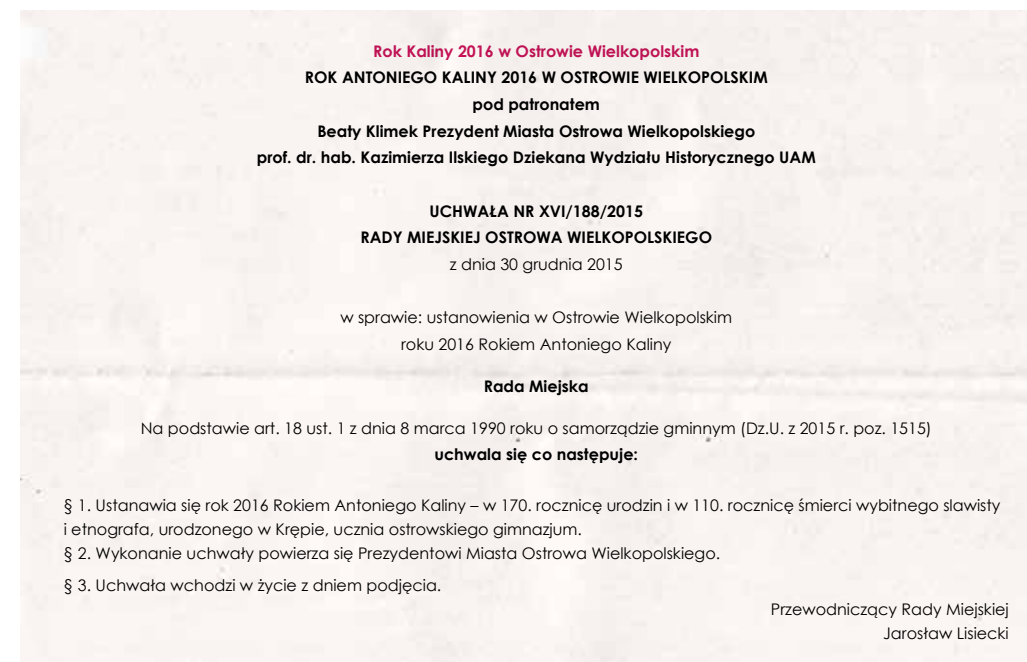 Rok Kaliny 2016 w Ostrowie Wielkopolskim
ROK ANTONIEGO KALINY 2016 W OSTROWIE WIELKOPOLSKIM
pod patronatem
Beaty Klimek Prezydent Miasta Ostrowa Wielkopolskiego
prof. dr. hab. Kazimierza Ilskiego Dziekana Wydziału Historycznego UAM
UCHWAŁA NR XVI/188/2015
RADY MIEJSKIEJ OSTROWA WIELKOPOLSKIEGO
z dnia 30 grudnia 2015
w sprawie: ustanowienia w Ostrowie Wielkopolskim
roku 2016 Rokiem Antoniego Kaliny
Rada Miejska
Na podstawie art. 18 ust. 1 z dnia 8 marca 1990 roku o samorządzie gminnym (Dz.U. z 2015 r. poz. 1515)
uchwala się co następuje:
§ 1. Ustanawia się rok 2016 Rokiem Antoniego Kaliny – w 170. rocznicę urodzin i w 110. rocznicę śmierci wybitnego slawisty
i etnografa, urodzonego w Krępie, ucznia ostrowskiego gimnazjum.
§ 2. Wykonanie uchwały powierza się Prezydentowi Miasta Ostrowa Wielkopolskiego.
§ 3. Uchwała wchodzi w życie z dniem podjęcia.
Przewodniczący Rady Miejskiej
Jarosław Lisiecki